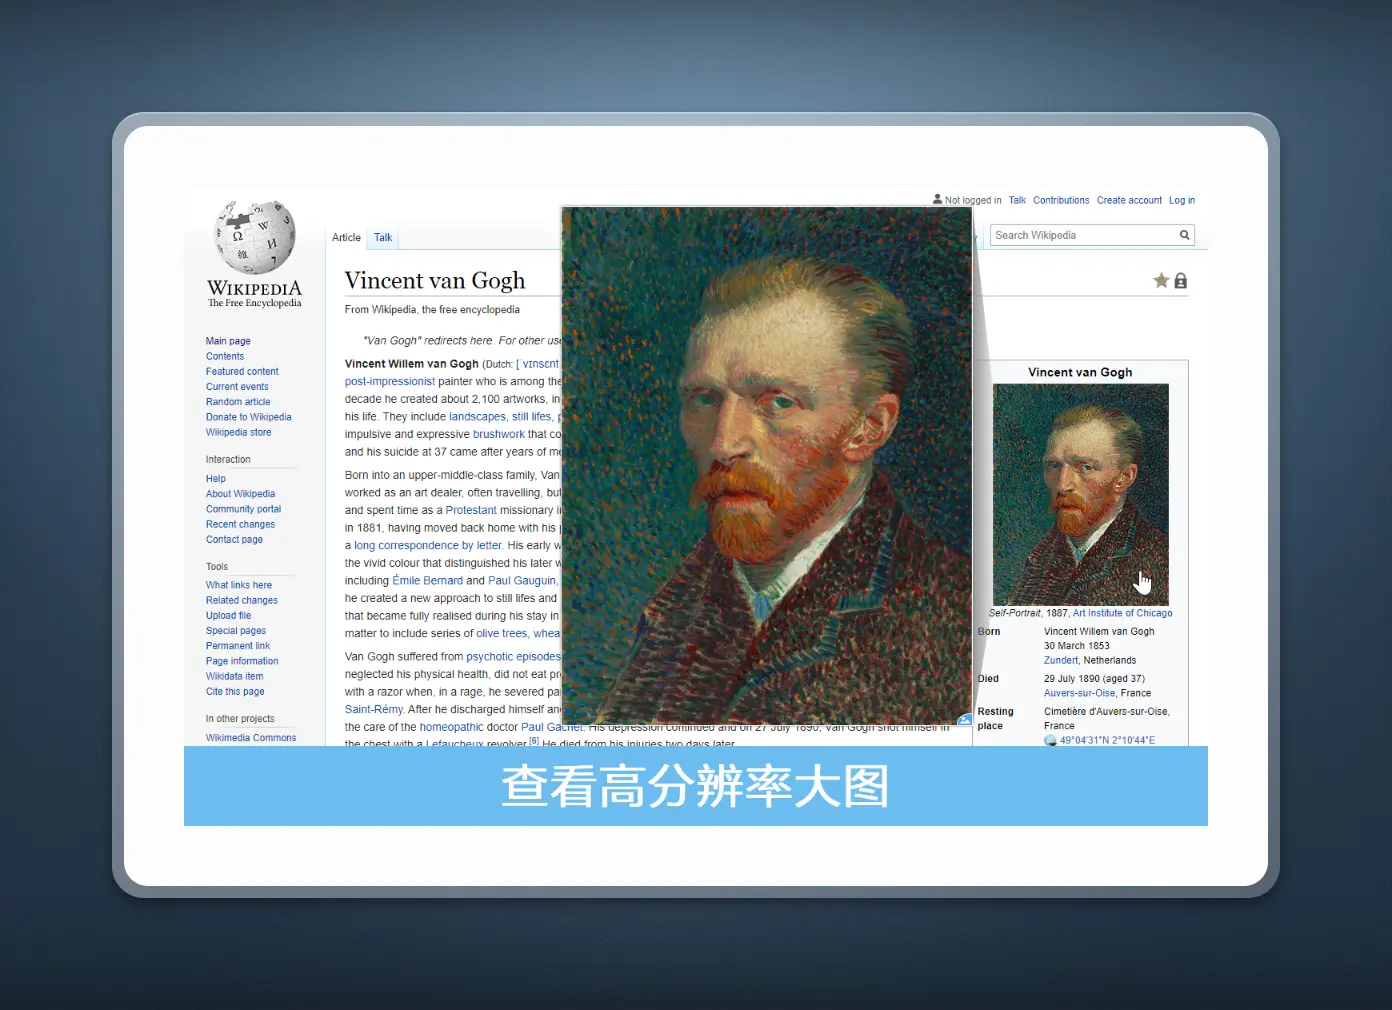 Not logged in Talk Contributions Create account Log in
Article Talk
Search Wikipedia
WIKIPEDIA
The Free Encyclopedia
Main page
Contents
Featured content
Current events
Random article
Donate to Wikipedia
Wikipedia store
Interaction
Help
About Wikipedia
Community portal
Recent changes
Contact page
Tools
What links here
Related changes
Upload file
Special pages
Permanent link
Page information
Wikidata item
Cite this page
In other projects
Wikimedia Commons
Vincent van Gogh
From Wikipedia, the free encyclopedia
"Van Gogh" redirects here. For other
Vincent Willem van Gogh (Dutch:
post-impressionist painter who is among
decade he created about 2,100 artworks, in
his life. They include landscapes, still lifes,
impulsive and expressive brushwork that
and his suicide at 37 came after years of
Born into an upper-middle-class family, Van
worked as an art dealer, often travelling,
and spent time as a Protestant missionary
in 1881, having moved back home with his
a long correspondence by letter. His early
the vivid colour that distinguished his later
including Émile Bernard and Paul Gauguin,
he created a new approach to still lifes and
that became fully realised during his stay in
matter to include series of olive trees,
Van Gogh suffered from psychotic episodes
neglected his physical health, did not eat
with a razor when, in a rage, he severed
Saint-Rémy. After he discharged himself
the care of the homeopathic doctor Paul Gachet. His depression continued and on 27 July 1890, Van Gogh shot himself in
the chest with a Lefaucheux revolver.[6] He died from his injuries two days later.
Vincent van Gogh
Self-Portrait, 1887, Art Institute of Chicago
Born Vincent Willem van Gogh
30 March 1853
Zundert, Netherlands
Died 29 July 1890 (aged 37)
Auvers-sur-Oise, France
Resting place Cimetière d'Auvers-sur-Oise,
France
49°04′31″N 2°10′44″E
查看高分辨率大图